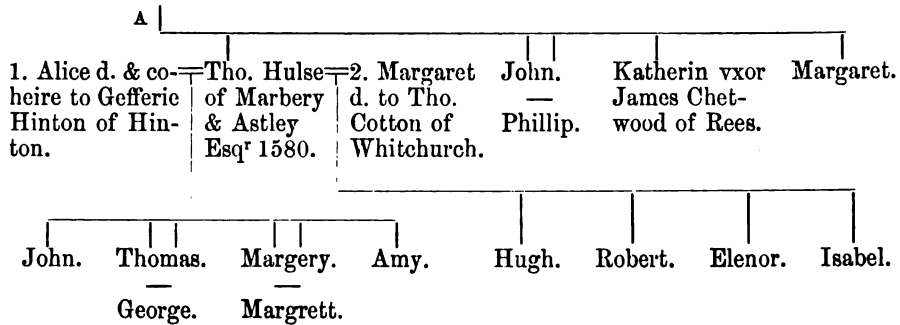 A
1. Alice d. & co-
heire to Gefferie
Hinton of Hin-
ton.
Tho. Hulse
of Marbery
& Astley
Esqʳ 1580.
2. Margaret
d. to Tho.
Cotton of
Whitchurch.
John.
Phillip.
Katherin vxor
James Chet-
wood of Rees.
Margaret.
John.
Thomas.
George.
Margery.
Margrett.
Amy.
Hugh.
Robert.
Elenor.
Isabel.